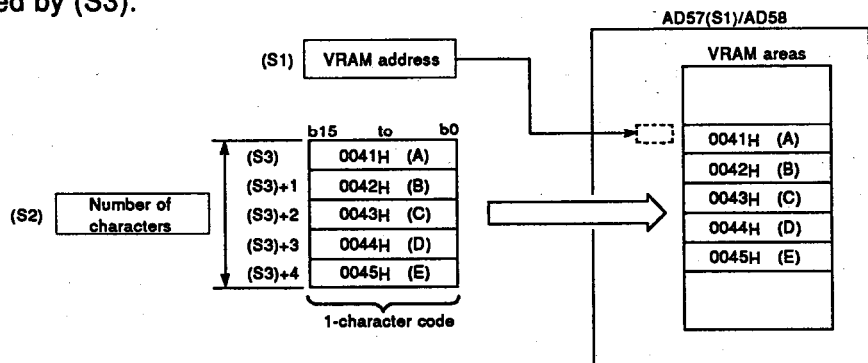 ed by (S3).
AD57(S1)/AD58
(S1) VRAM address
VRAM areas
b15 to b0
(S3) 0041H (A)
(S3)+1 0042H (B)
(S3)+2 0043H (C)
(S3)+3 0044H (D)
(S3)+4 0045H (E)
(S2) Number of
characters
1-character code
0041H (A)
0042H (B)
0043H (C)
0044H (D)
0045H (E)